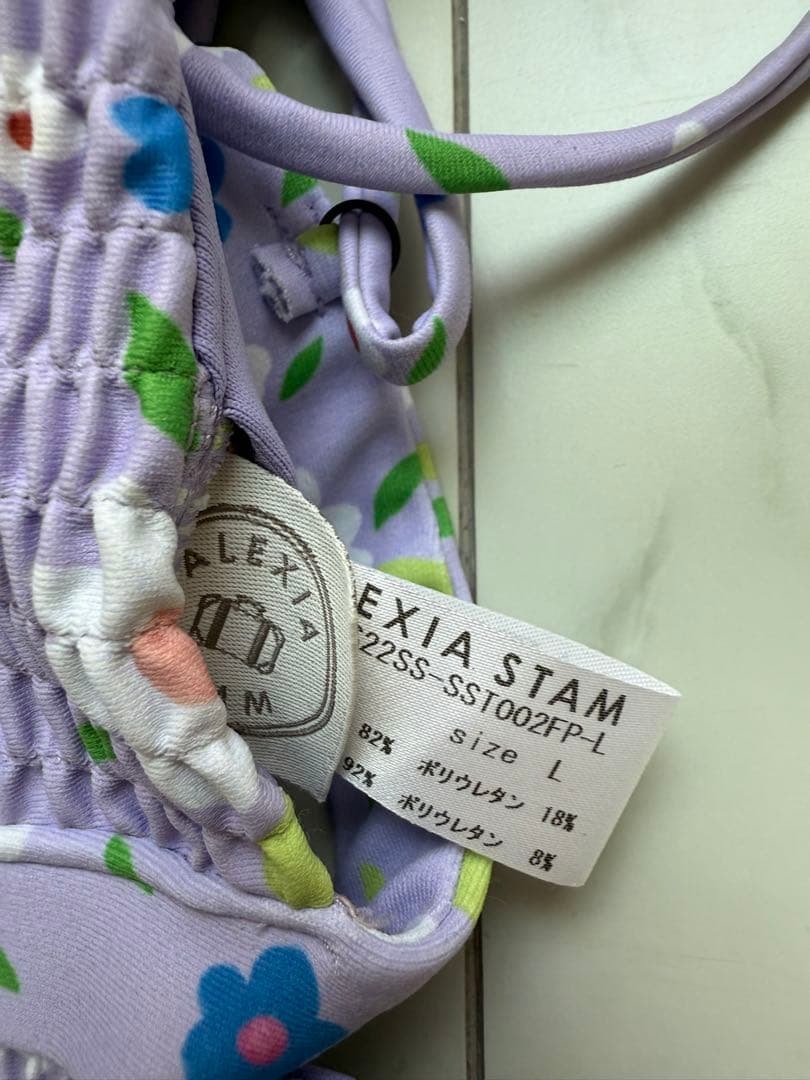 ALEXIA
EXIA STAM
22SS-SST002FP-L
size L
82% ポリウレタン 18%
92% ポリウレタン 8%